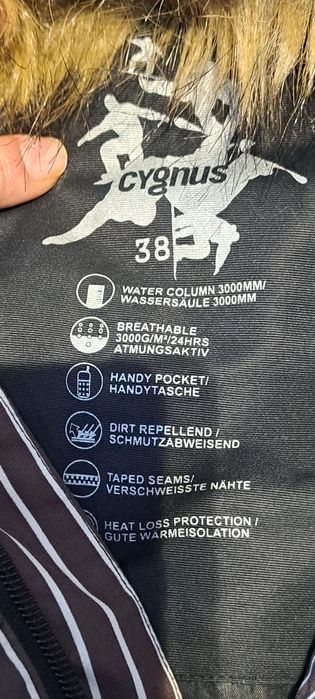 cygnus
38
WATER COLUMN 3000MM/
WASSERSÄULE 3000MM
BREATHABLE
3000G/M²/24HRS
ATMUNGSAKTIV
HANDY POCKET/
HANDYTASCHE
DIRT REPELLEND /
SCHMUTZABWEISEND
TAPED SEAMS/
VERSCHWEISSTE NÄHTE
HEAT LOSS PROTECTION /
GUTE WÄRMEISOLATION